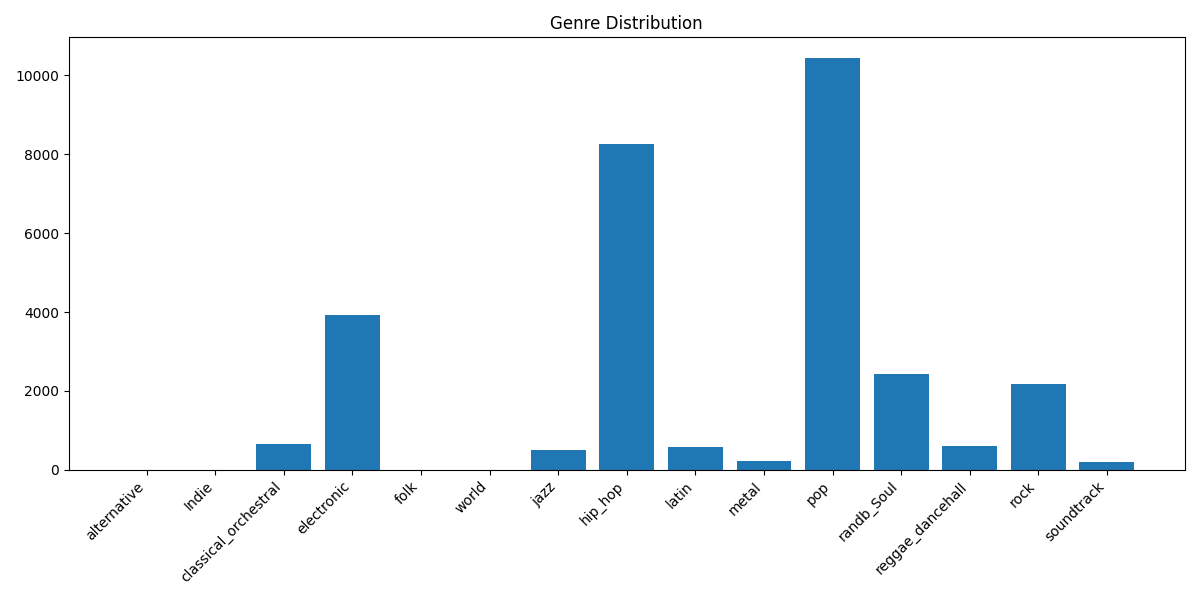 Genre Distribution
10000
8000
6000
4000
2000
0
alternative
Indie
classical_orchestral
electronic
folk
world
jazz
hip_hop
latin
metal
pop
randb_Soul
reggae_dancehall
rock
soundtrack